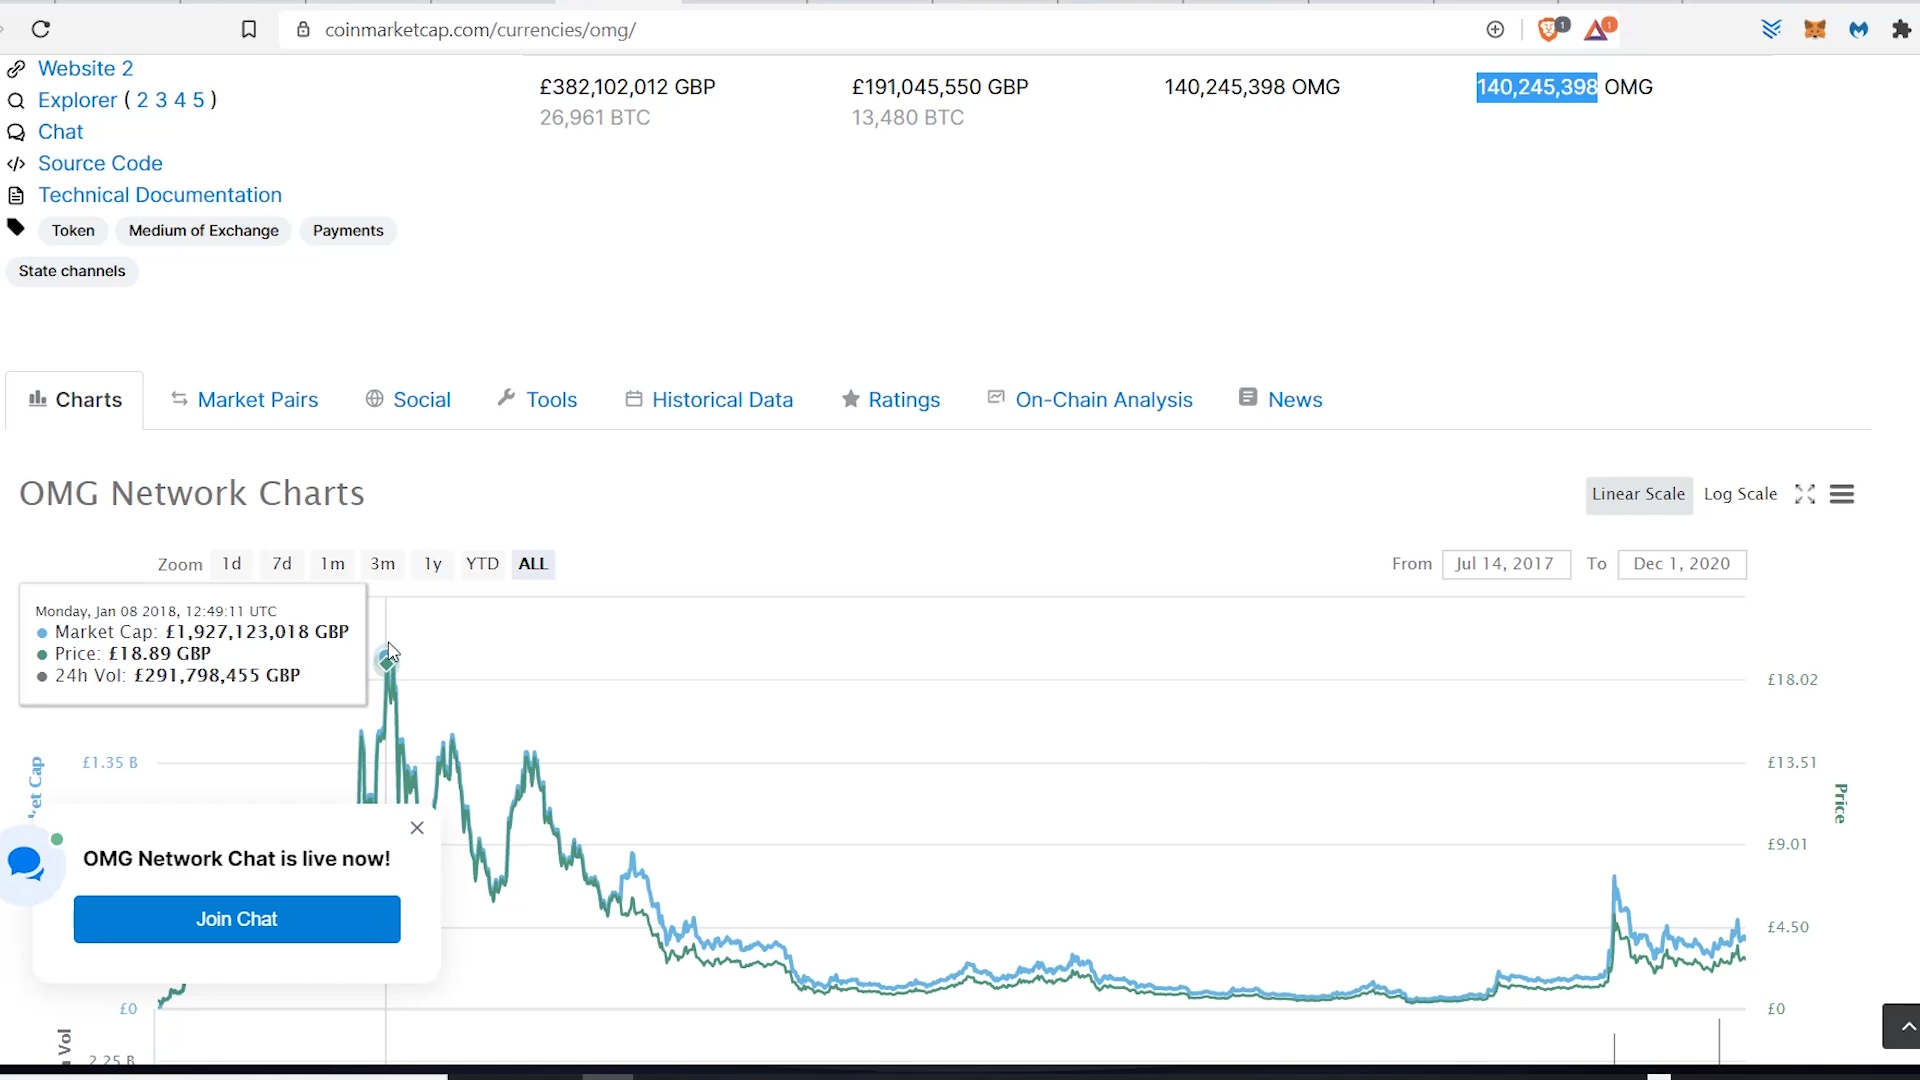 coinmarketcap.com/currencies/omg/
1
1
Website 2
Explorer ( 2 3 4 5 )
Chat
Source Code
Technical Documentation
Token Medium of Exchange Payments
State channels
£382,102,012 GBP £191,045,550 GBP 140,245,398 OMG 140,245,398 OMG
26,961 BTC 13,480 BTC
Charts Market Pairs Social Tools Historical Data Ratings On-Chain Analysis News
OMG Network Charts
Linear Scale Log Scale
Zoom 1d 7d 1m 3m 1y YTD ALL
From Jul 14, 2017 To Dec 1, 2020
Monday, Jan 08 2018, 12:49:11 UTC
Market Cap: £1,927,123,018 GBP
Price: £18.89 GBP
24h Vol: £291,798,455 GBP
£18.02
£1.35 B
£13.51
Cap
Price
£9.01
OMG Network Chat is live now!
Join Chat
£4.50
£0
£0
Vol
2.25 B